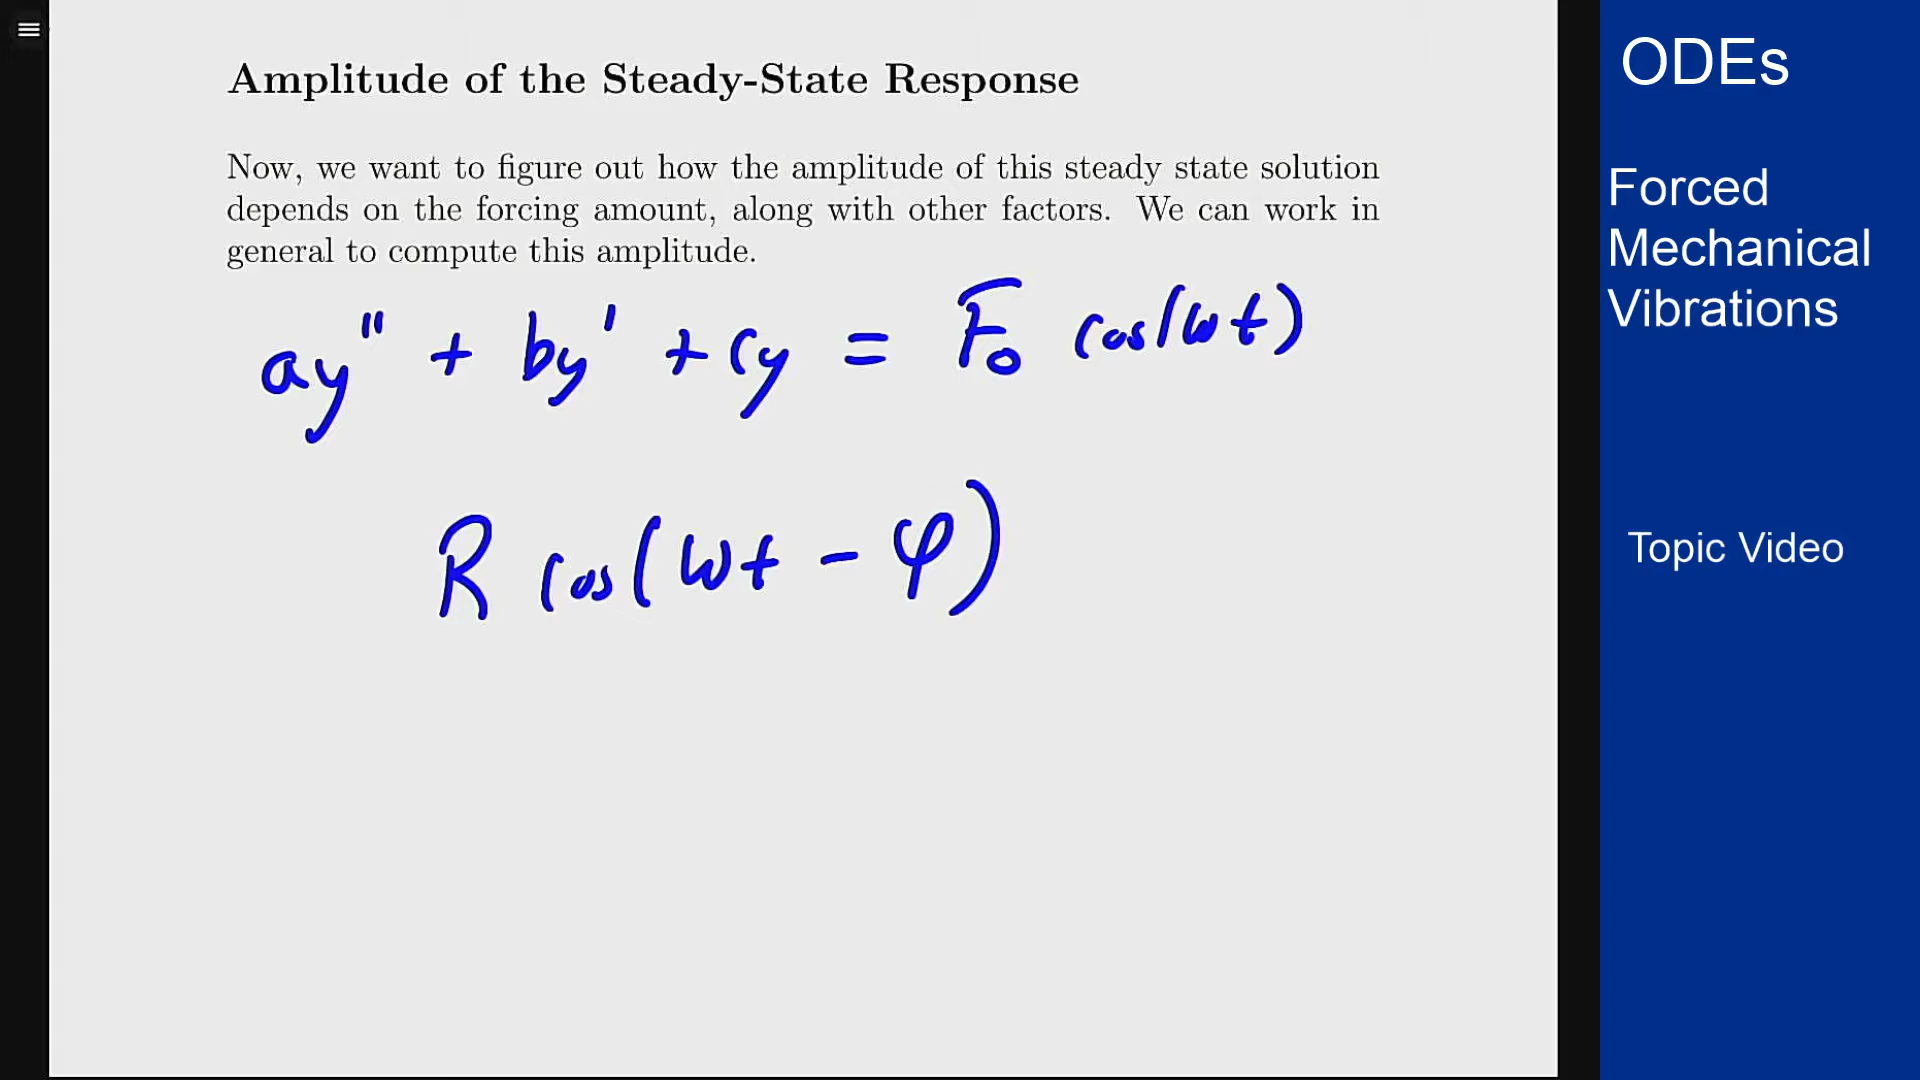 Amplitude of the Steady-State Response
Now, we want to figure out how the amplitude of this steady state solution
depends on the forcing amount, along with other factors. We can work in
general to compute this amplitude.
ay'' + by' + cy = F₀ cos(ωt)
R cos(ωt - φ)
ODEs
Forced
Mechanical
Vibrations
Topic Video